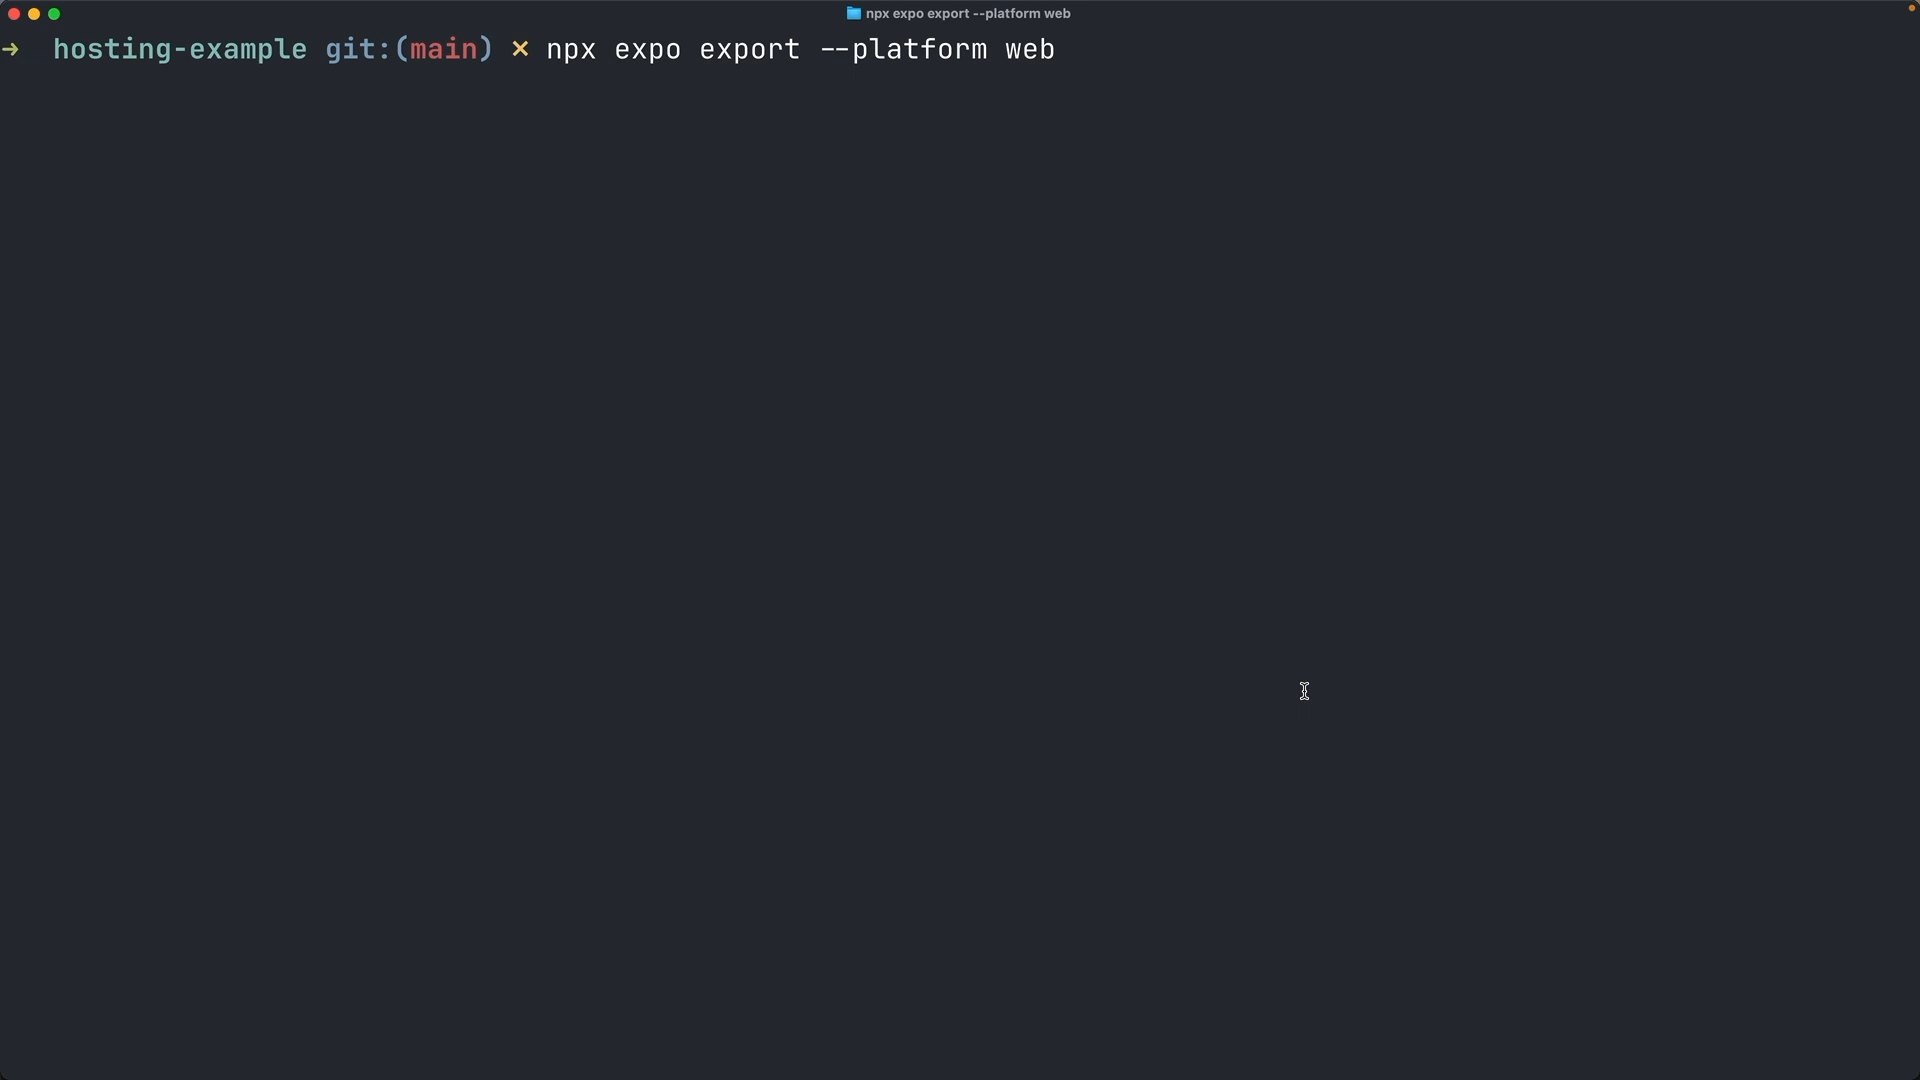 npx expo export --platform web
➜ hosting-example git:(main) ✗ npx expo export --platform web